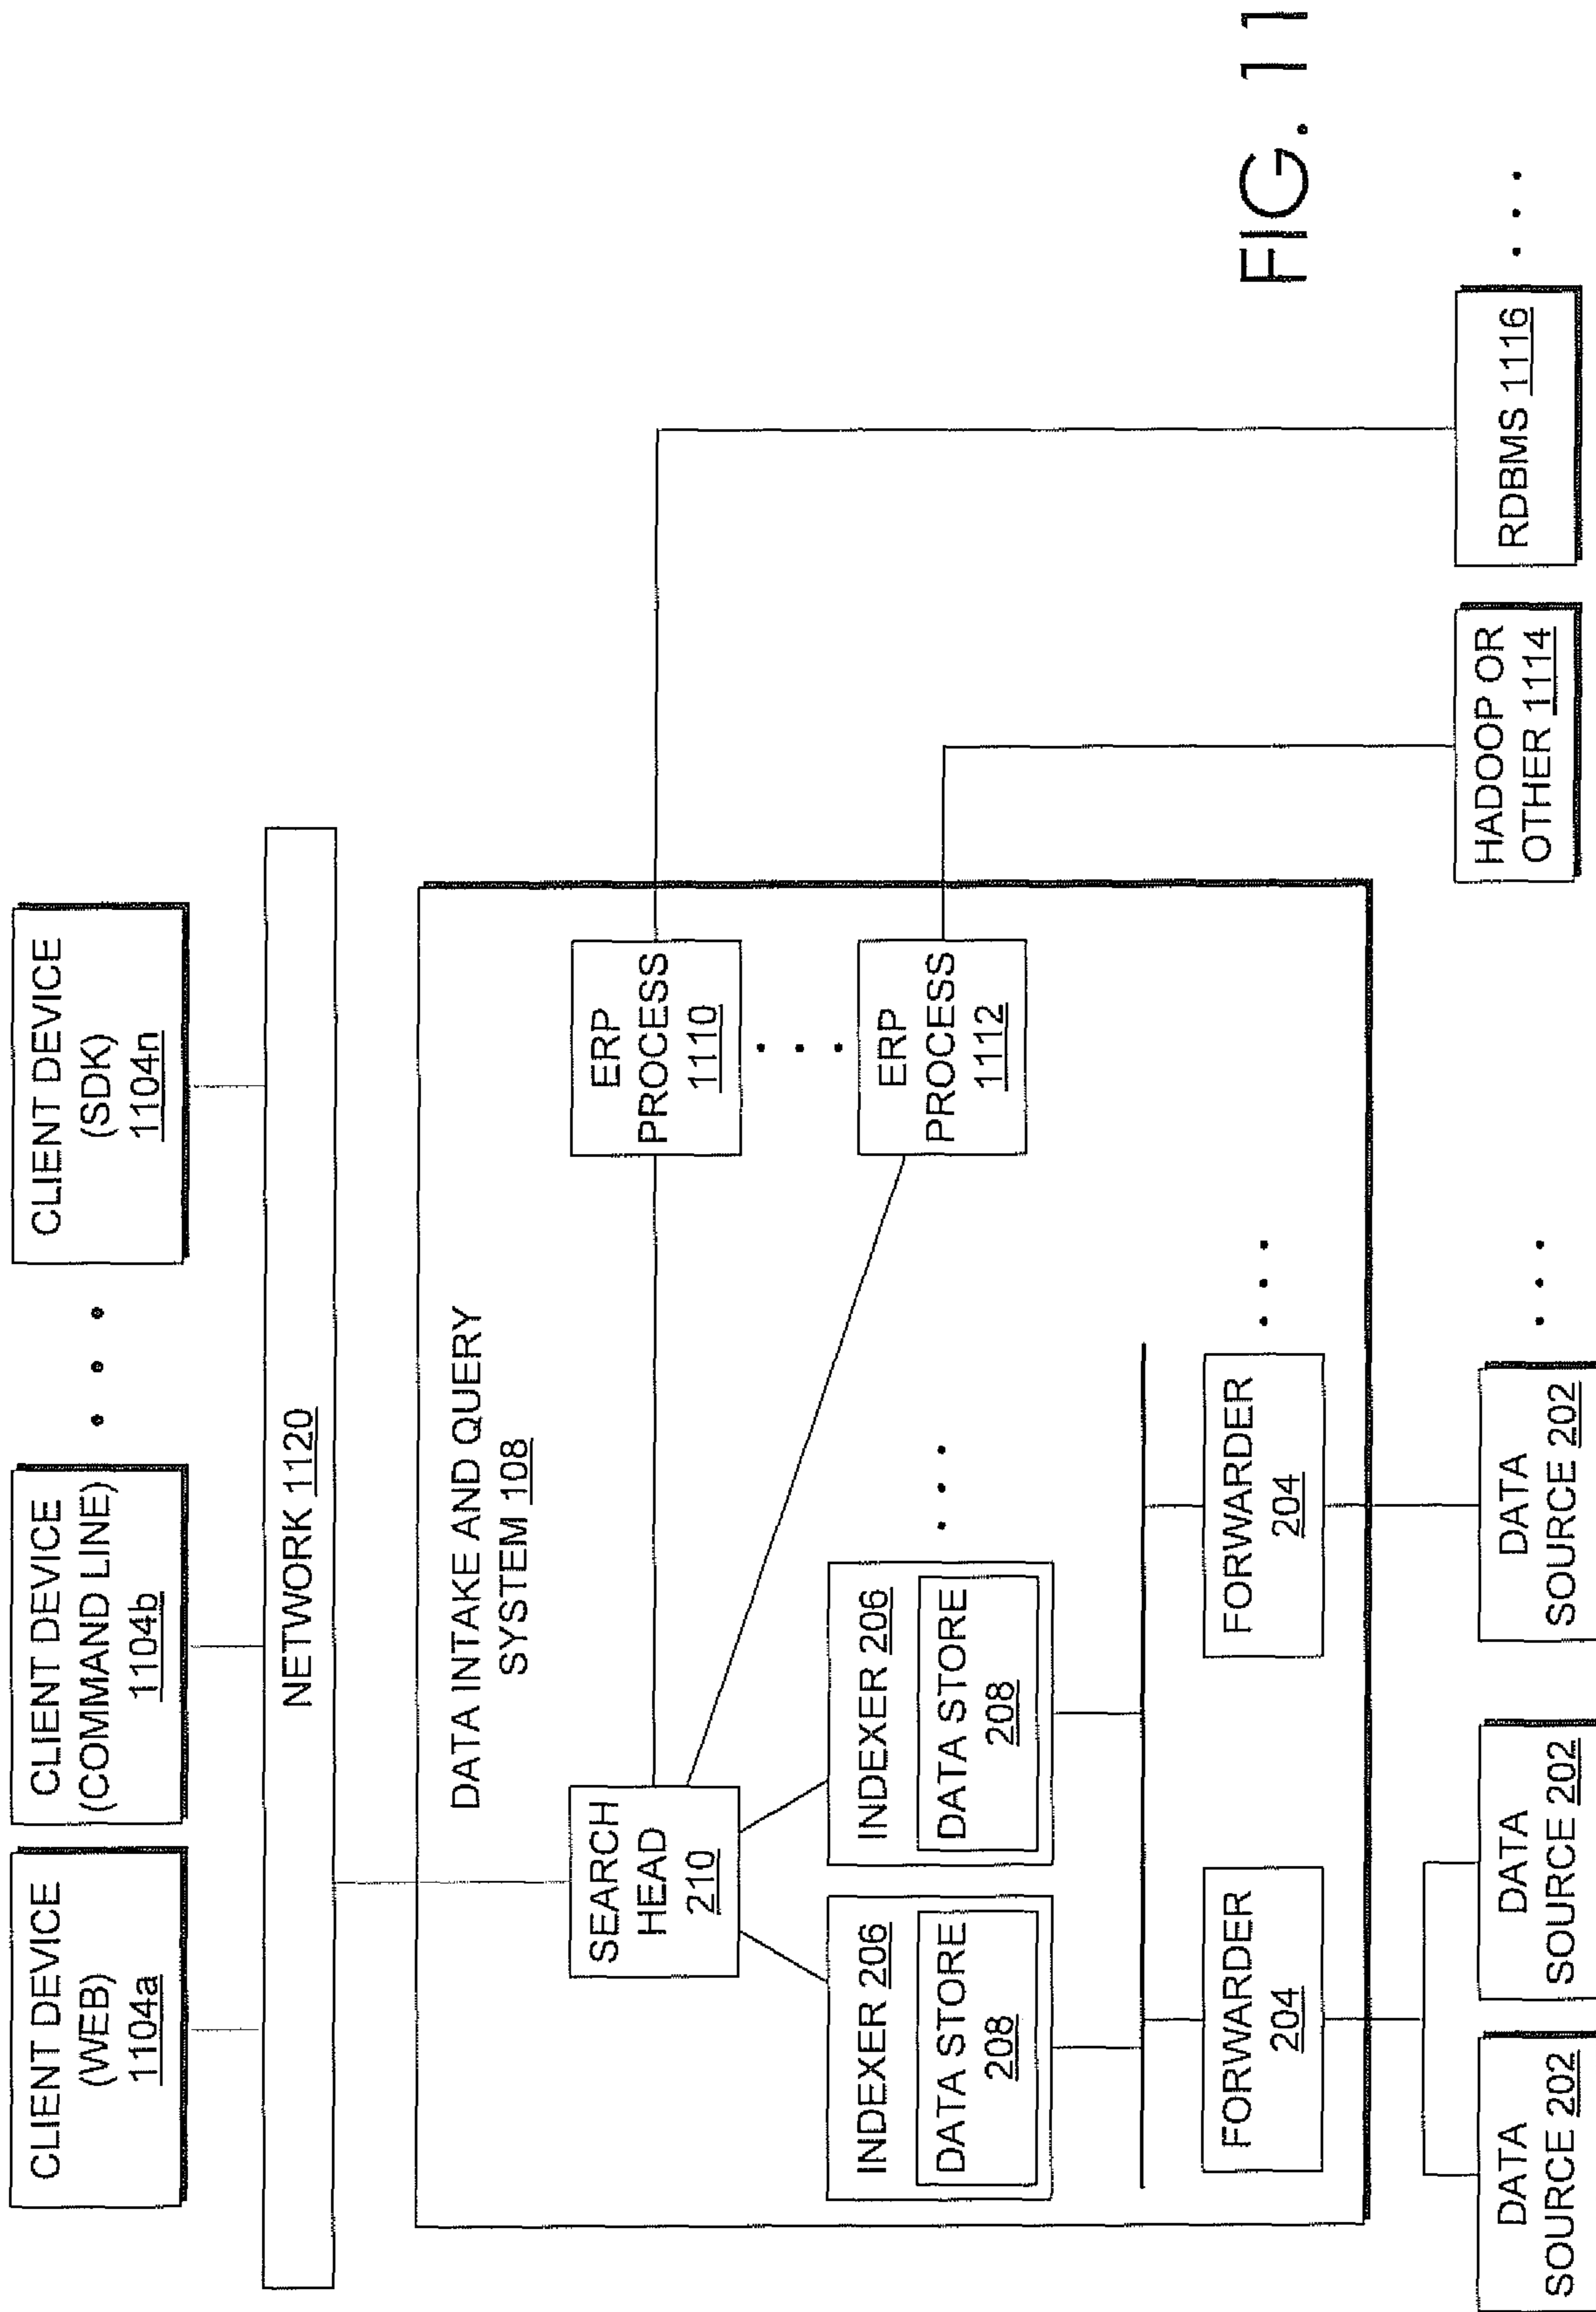 CLIENT DEVICE
(WEB)
1104a
CLIENT DEVICE
(COMMAND LINE)
1104b
• • •
CLIENT DEVICE
(SDK)
1104n
NETWORK 1120
DATA INTAKE AND QUERY
SYSTEM 108
SEARCH
HEAD
210
ERP
PROCESS
1110
• • •
ERP
PROCESS
1112
INDEXER 206
DATA STORE
208
INDEXER 206
DATA STORE
208
• • •
FORWARDER
204
FORWARDER
204
• • •
DATA
SOURCE 202
DATA
SOURCE 202
DATA
SOURCE 202
• • •
HADOOP OR
OTHER 1114
RDBMS 1116
• • •
FIG. 11